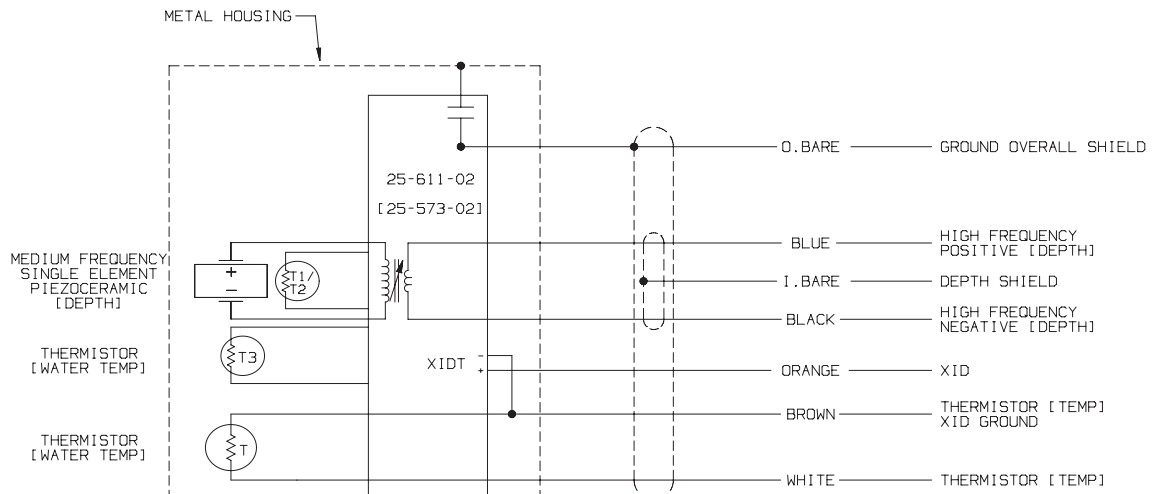 METAL HOUSING
O.BARE
GROUND OVERALL SHIELD
25-611-02
[25-573-02]
MEDIUM FREQUENCY
SINGLE ELEMENT
PIEZOCERAMIC
[DEPTH]
+
−
T1/
T2
BLUE
HIGH FREQUENCY
POSITIVE [DEPTH]
I.BARE
DEPTH SHIELD
BLACK
HIGH FREQUENCY
NEGATIVE [DEPTH]
THERMISTOR
[WATER TEMP]
T3
XIDT
−
+
ORANGE
XID
BROWN
THERMISTOR [TEMP]
XID GROUND
THERMISTOR
[WATER TEMP]
T
WHITE
THERMISTOR [TEMP]